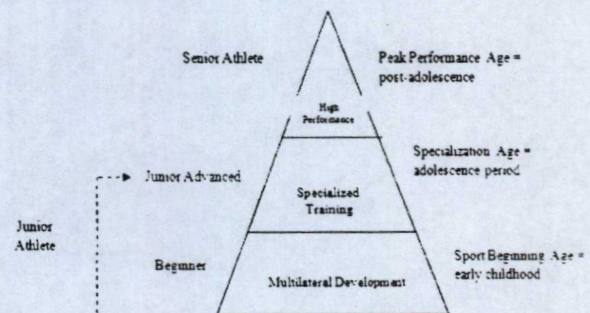 Senior Athlete
Peak Performance Age =
post-adolescence
High
Performance
Specialization Age =
adolescence period
Junior Advanced
Specialized
Training
Junior
Athlete
Beginner
Sport Beginning Age =
early childhood
Multilateral Development